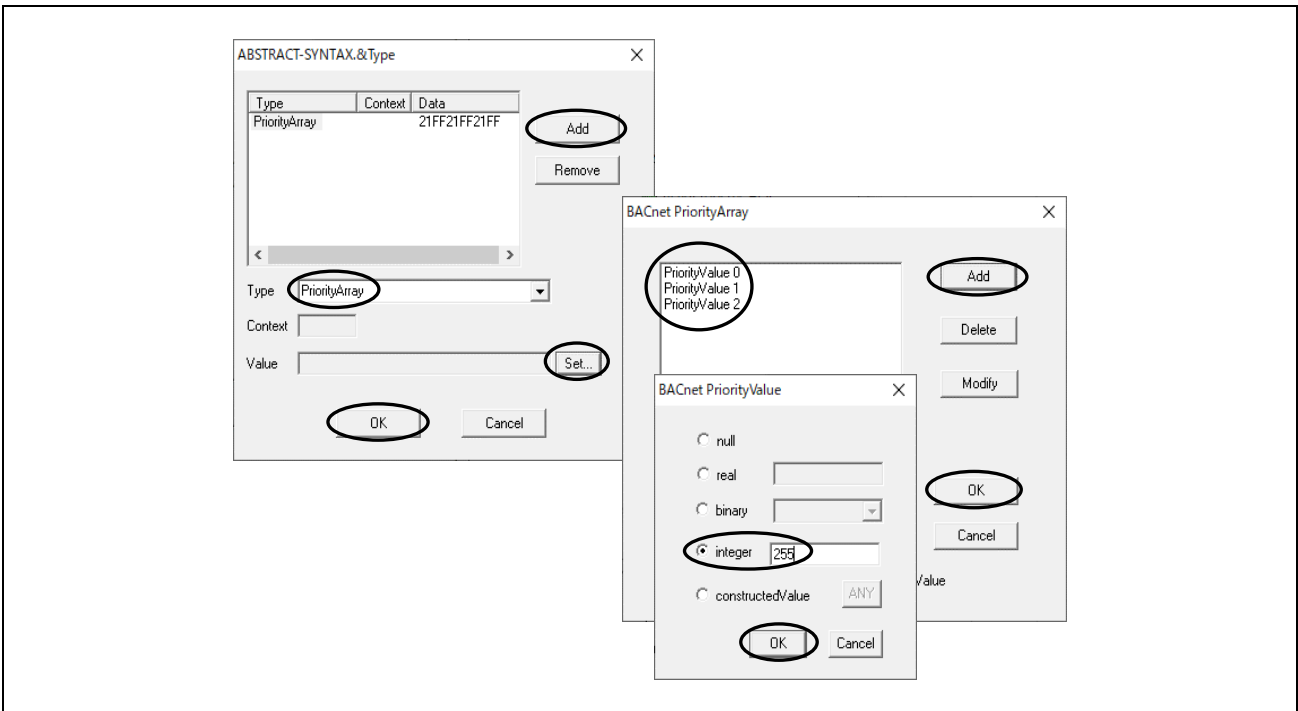 ABSTRACT-SYNTAX.&Type
Type Context Data
PriorityArray 21FF21FF21FF
Add
Remove
Type PriorityArray
Context
Value Set...
OK Cancel
BACnet PriorityArray
PriorityValue 0
PriorityValue 1
PriorityValue 2
Add
Delete
Modify
OK
Cancel
Value
BACnet PriorityValue
null
real
binary
integer 255
constructedValue ANY
OK Cancel